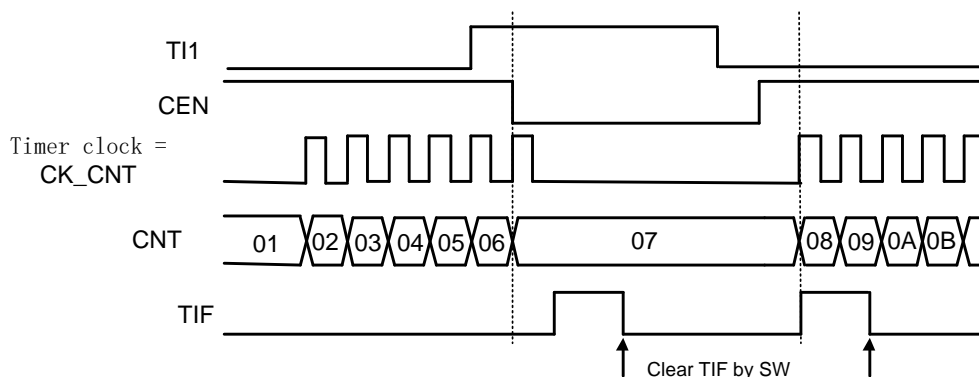 TI1
CEN
Timer clock =
CK_CNT
CNT
01 02 03 04 05 06 07 08 09 0A 0B
TIF
Clear TIF by SW